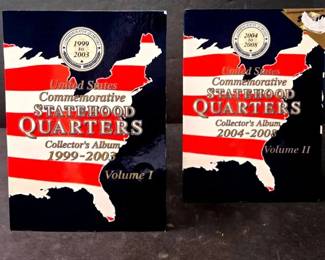 1999
to
2003
United States
Commemorative
STATEHOOD
QUARTERS
Collector's Album
1999-2003
Volume I
2004
to
2008
United States
Commemorative
STATEHOOD
QUARTERS
Collector's Album
2004-2008
Volume II